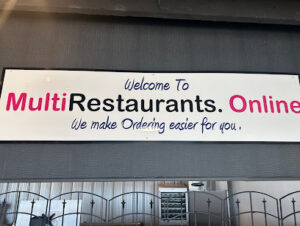 Welcome To
MultiRestaurants. Online
We make Ordering easier for you.